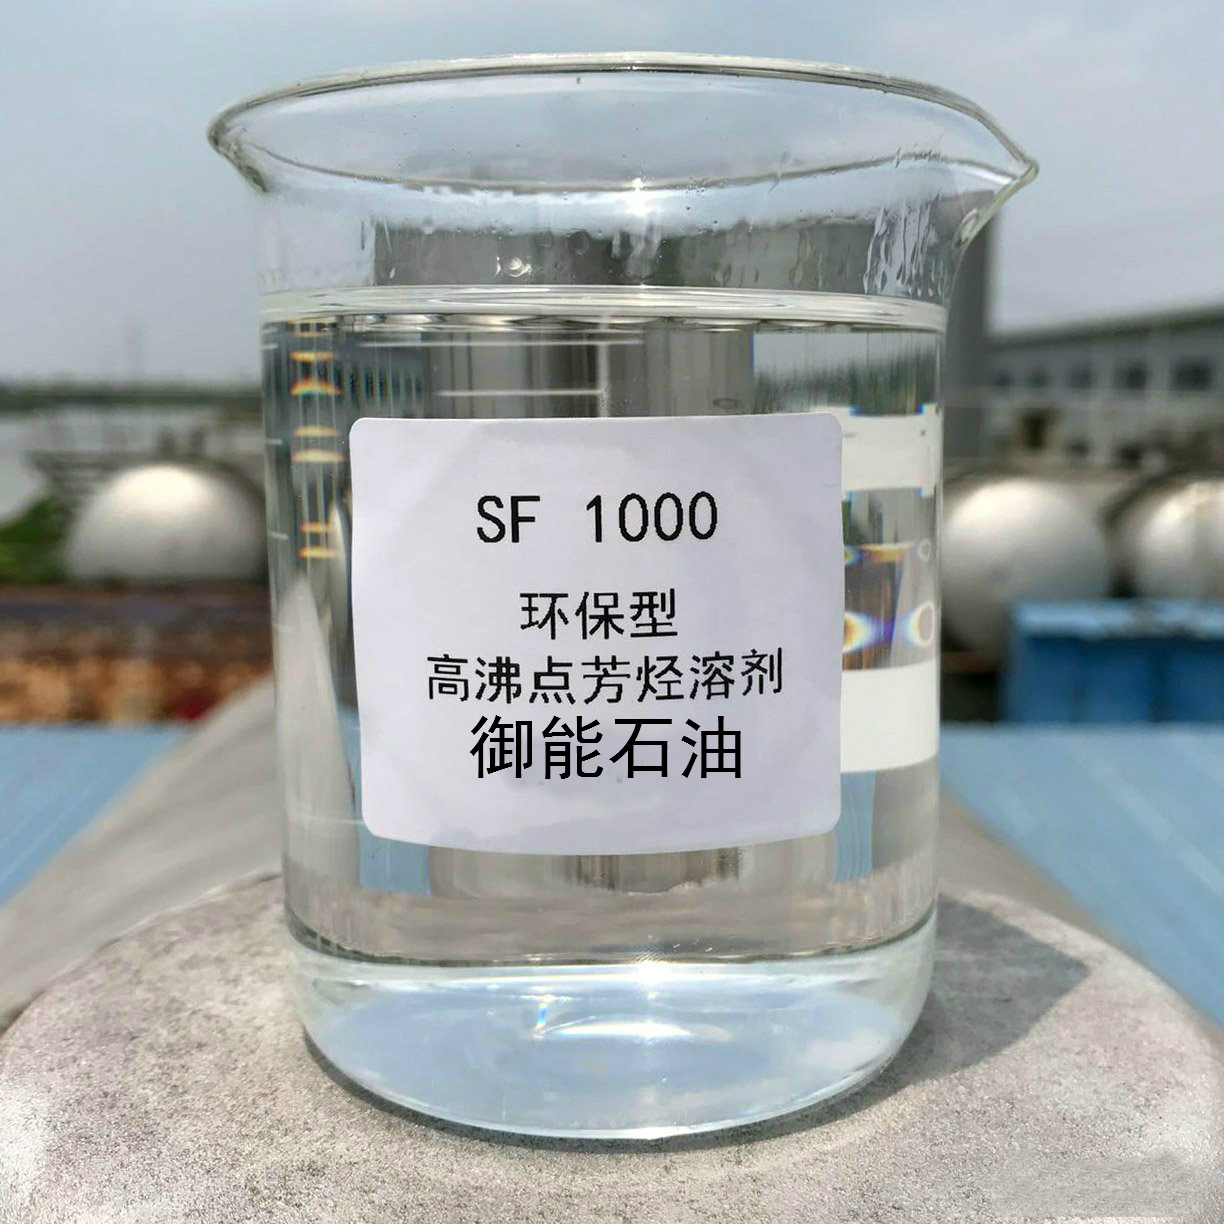 SF 1000
环保型
高沸点芳烃溶剂
御能石油